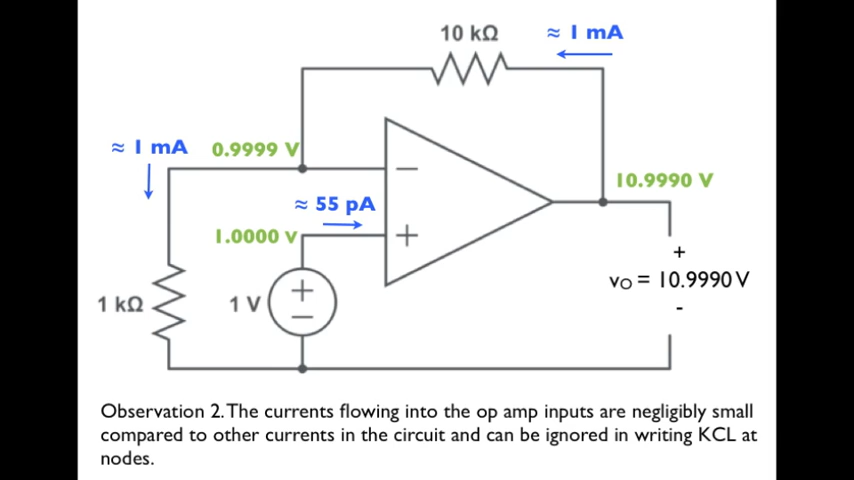 10 kΩ
≈ 1 mA
≈ 1 mA
0.9999 V
−
10.9990 V
≈ 55 pA
1.0000 V
+
+
vO = 10.9990 V
-
1 kΩ
1 V
+
−
Observation 2. The currents flowing into the op amp inputs are negligibly small
compared to other currents in the circuit and can be ignored in writing KCL at
nodes.